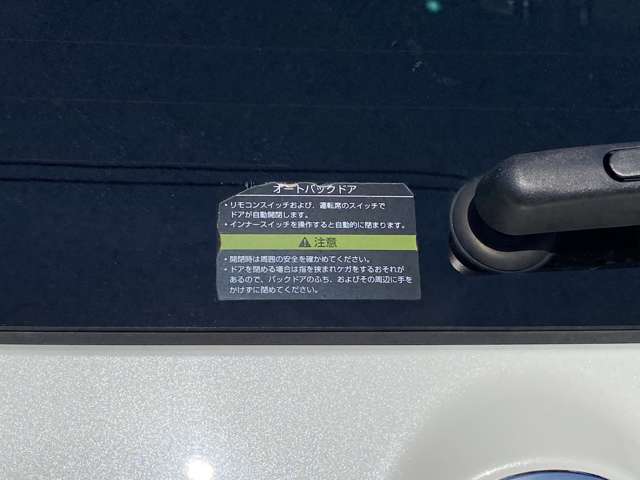 オートバックドア
・リモコンスイッチおよび、運転席のスイッチで
ドアが自動開閉します。
・インナースイッチを操作すると自動的に閉まります。
⚠注意
・開閉時は周囲の安全を確かめてください。
・ドアを閉める場合は指を挟まれケガをするおそれが
あるので、バックドアのふち、およびその周辺に手を
かけずに閉めてください。